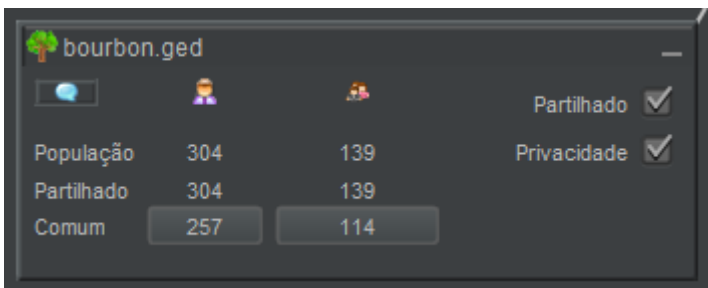 bourbon.ged
Partilhado
População 304 139 Privacidade
Partilhado 304 139
Comum 257 114